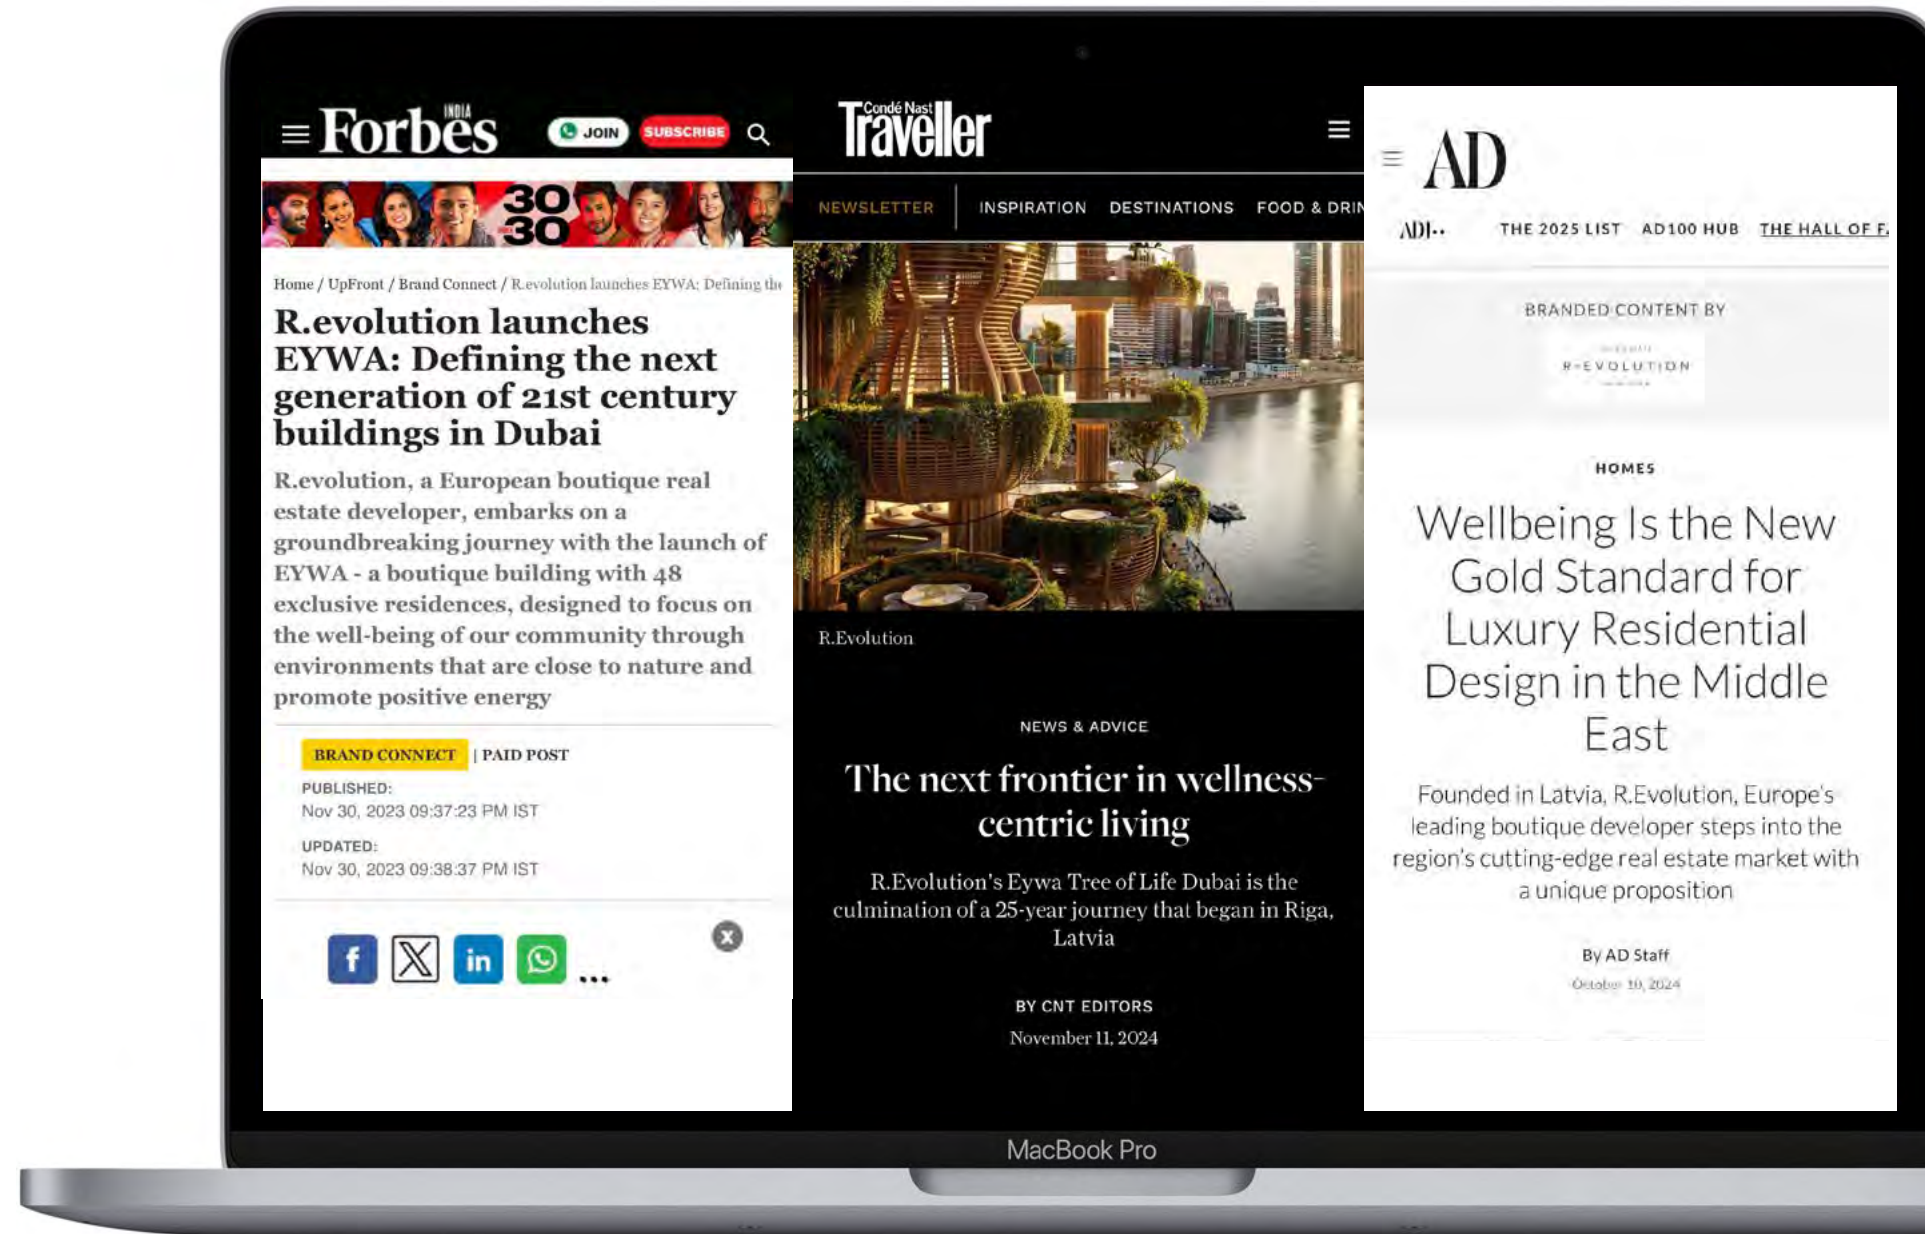 Forbes
INDIA
JOIN
SUBSCRIBE
30
30
Home / UpFront / Brand Connect / R.evolution launches EYWA: Defining the
R.evolution launches
EYWA: Defining the next
generation of 21st century
buildings in Dubai
R.evolution, a European boutique real
estate developer, embarks on a
groundbreaking journey with the launch of
EYWA - a boutique building with 48
exclusive residences, designed to focus on
the well-being of our community through
environments that are close to nature and
promote positive energy
BRAND CONNECT | PAID POST
PUBLISHED:
Nov 30, 2023 09:37:23 PM IST
UPDATED:
Nov 30, 2023 09:38:37 PM IST
f X in
...
X
Condé Nast
Traveller
NEWSLETTER INSPIRATION DESTINATIONS FOOD & DRIN
R.Evolution
NEWS & ADVICE
The next frontier in wellness-
centric living
R.Evolution's Eywa Tree of Life Dubai is the
culmination of a 25-year journey that began in Riga,
Latvia
BY CNT EDITORS
November 11, 2024
AD
THE 2025 LIST AD100 HUB THE HALL OF F
BRANDED CONTENT BY
R-EVOLUTION
HOMES
Wellbeing Is the New
Gold Standard for
Luxury Residential
Design in the Middle
East
Founded in Latvia, R.Evolution, Europe's
leading boutique developer steps into the
region's cutting-edge real estate market with
a unique proposition
By AD Staff
October 10, 2024
MacBook Pro